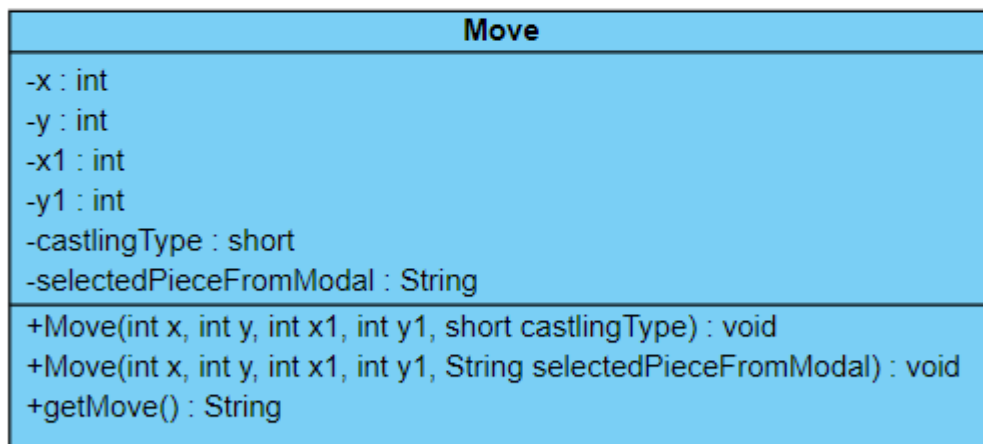 Move
-x : int
-y : int
-x1 : int
-y1 : int
-castlingType : short
-selectedPieceFromModal : String
+Move(int x, int y, int x1, int y1, short castlingType) : void
+Move(int x, int y, int x1, int y1, String selectedPieceFromModal) : void
+getMove() : String